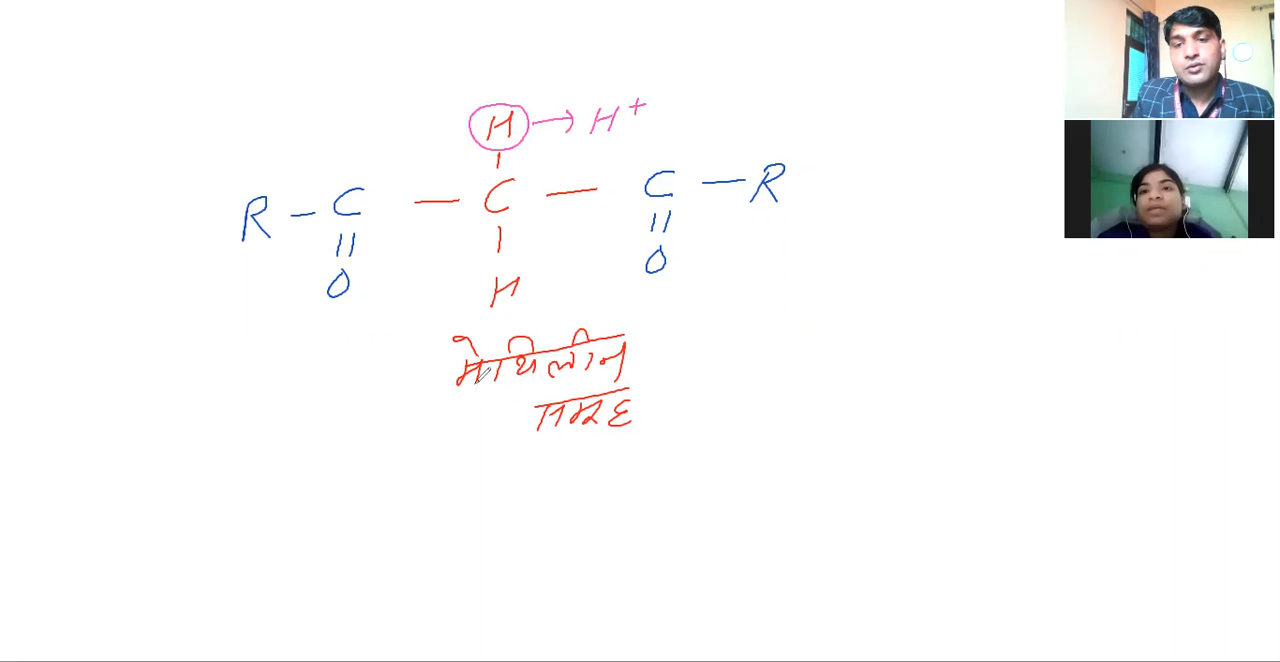 H → H⁺
|
R – C — C — C — R
|| | ||
O H O
मेथिलीन
समूह